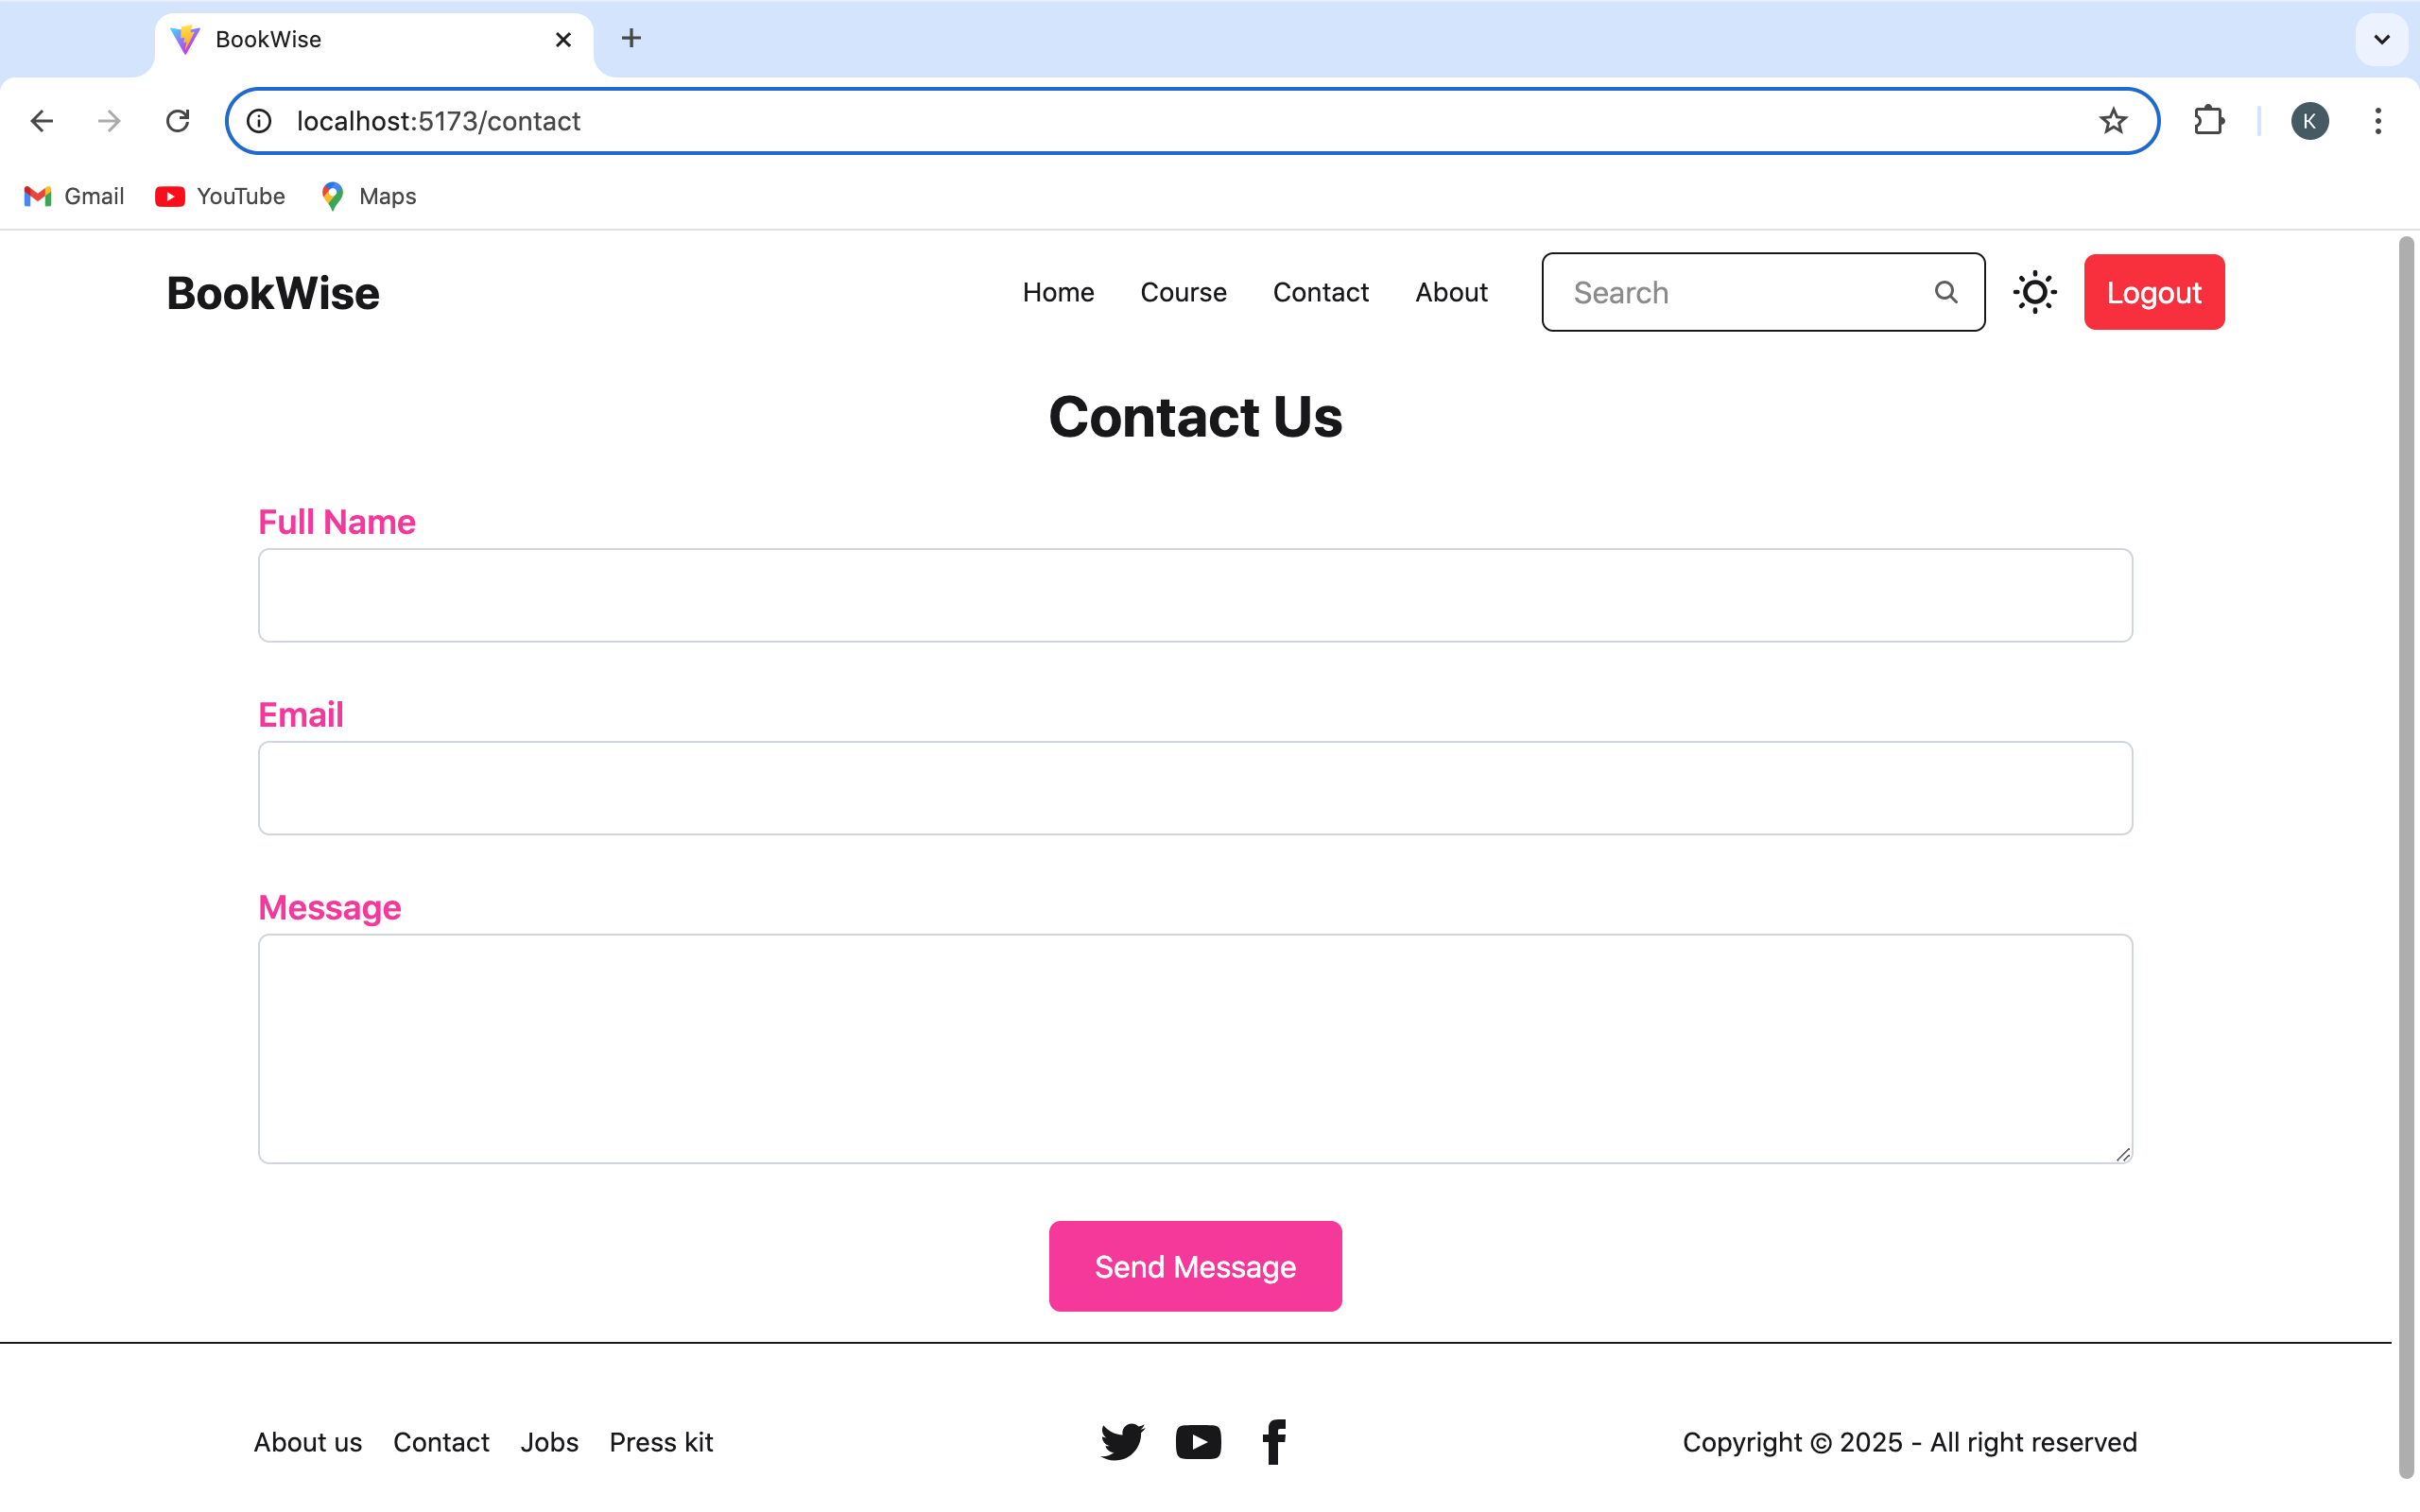 BookWise
localhost:5173/contact
K
Gmail YouTube Maps
BookWise Home Course Contact About Search Logout
Contact Us
Full Name
Email
Message
Send Message
About us Contact Jobs Press kit Copyright © 2025 - All right reserved